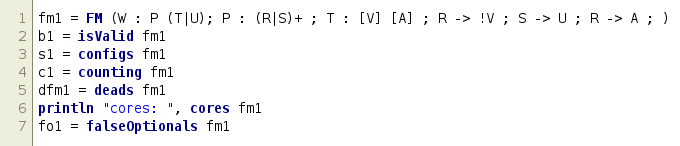 1 fm1 = FM (W : P (T|U); P : (R|S)+ ; T : [V] [A] ; R -> !V ; S -> U ; R -> A ; )
2 b1 = isValid fm1
3 s1 = configs fm1
4 c1 = counting fm1
5 dfm1 = deads fm1
6 println "cores: ", cores fm1
7 fo1 = falseOptionals fm1